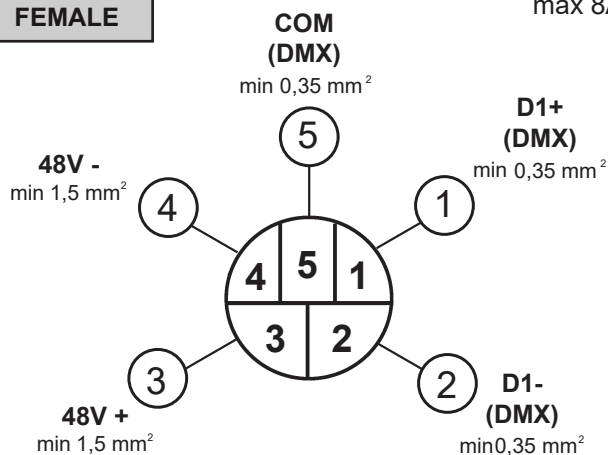 FEMALE
max 8
COM
(DMX)
min 0,35 mm²
5
D1+
(DMX)
min 0,35 mm²
1
48V -
min 1,5 mm²
4
4
5
1
3
2
3
48V +
min 1,5 mm²
2
D1-
(DMX)
min0,35 mm²